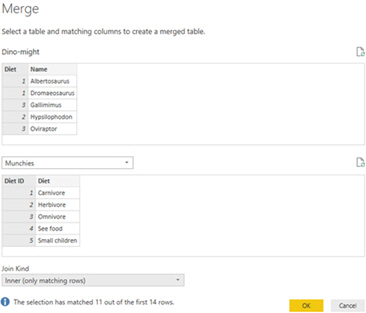 Merge
Select a table and matching columns to create a merged table.
Dino-might
Diet Name
1 Albertosaurus
1 Dromaeosaurus
3 Gallimimus
2 Hypsilophodon
3 Oviraptor
Munchies
Diet ID Diet
1 Carnivore
2 Herbivore
3 Omnivore
4 See food
5 Small children
Join Kind
Inner (only matching rows)
The selection has matched 11 out of the first 14 rows.
OK Cancel